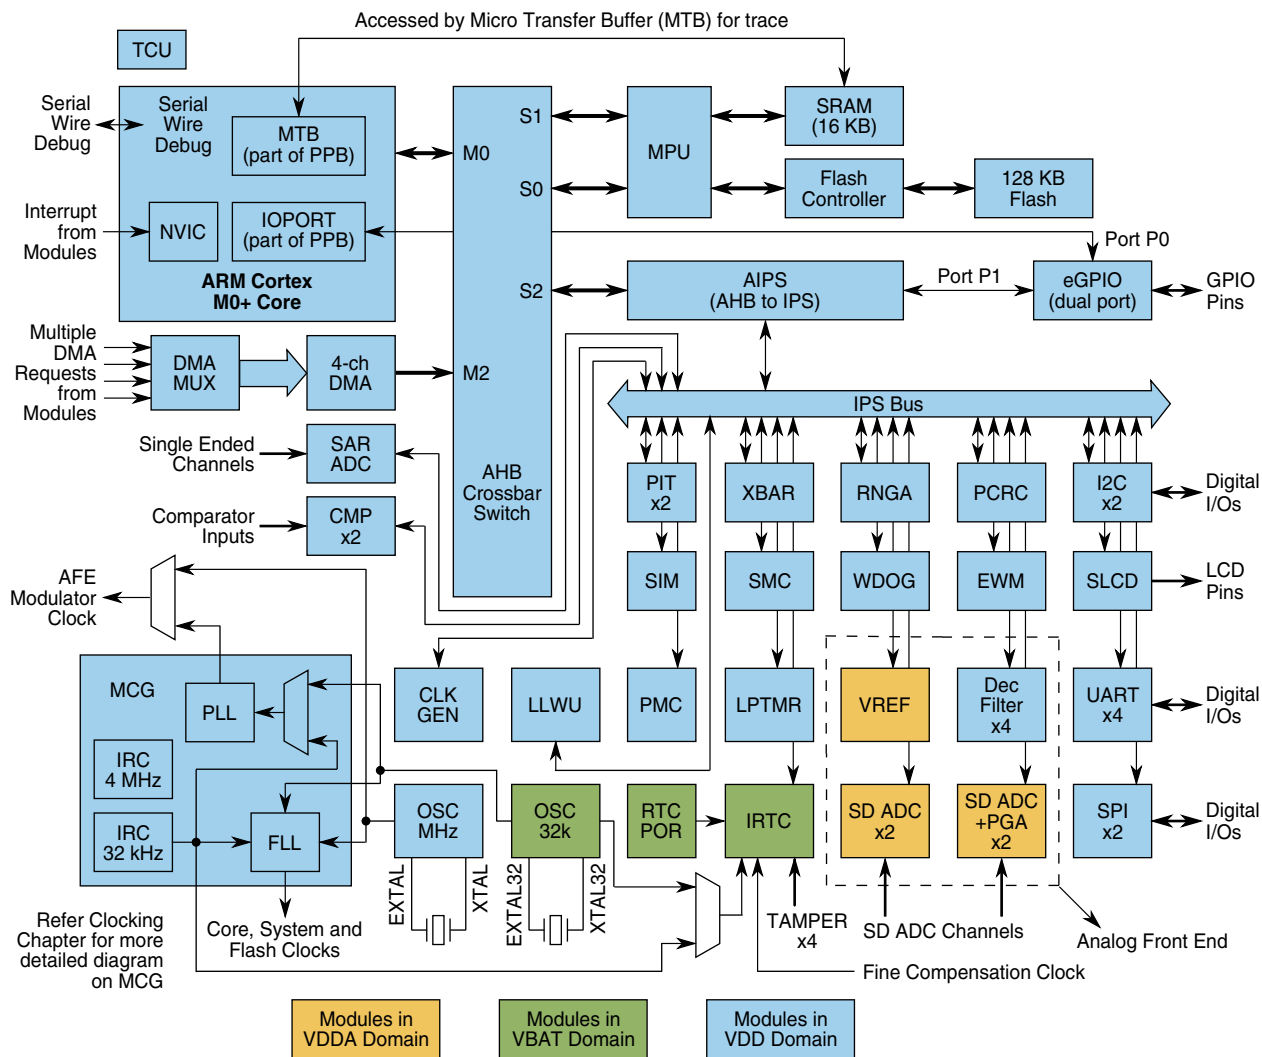 Accessed by Micro Transfer Buffer (MTB) for trace
TCU
Serial
Wire
Debug
Serial
Wire
Debug
MTB
(part of PPB)
M0
S1
MPU
SRAM
(16 KB)
S0
Flash
Controller
128 KB
Flash
Interrupt
from
Modules
NVIC
IOPORT
(part of PPB)
ARM Cortex
M0+ Core
Port P0
S2
AIPS
(AHB to IPS)
Port P1
eGPIO
(dual port)
GPIO
Pins
Multiple
DMA
Requests
from
Modules
DMA
MUX
4-ch
DMA
M2
IPS Bus
Single Ended
Channels
SAR
ADC
AHB
Crossbar
Switch
PIT
x2
XBAR
RNGA
PCRC
I2C
x2
Digital
I/Os
Comparator
Inputs
CMP
x2
AFE
Modulator
Clock
SIM
SMC
WDOG
EWM
SLCD
LCD
Pins
MCG
PLL
CLK
GEN
LLWU
PMC
LPTMR
VREF
Dec
Filter
x4
UART
x4
Digital
I/Os
IRC
4 MHz
IRC
32 kHz
FLL
OSC
MHz
OSC
32k
RTC
POR
IRTC
SD ADC
x2
SD ADC
+PGA
x2
SPI
x2
Digital
I/Os
EXTAL
XTAL
EXTAL32
XTAL32
Refer Clocking
Chapter for more
detailed diagram
on MCG
Core, System and
Flash Clocks
TAMPER
x4
SD ADC Channels
Analog Front End
Fine Compensation Clock
Modules in
VDDA Domain
Modules in
VBAT Domain
Modules in
VDD Domain